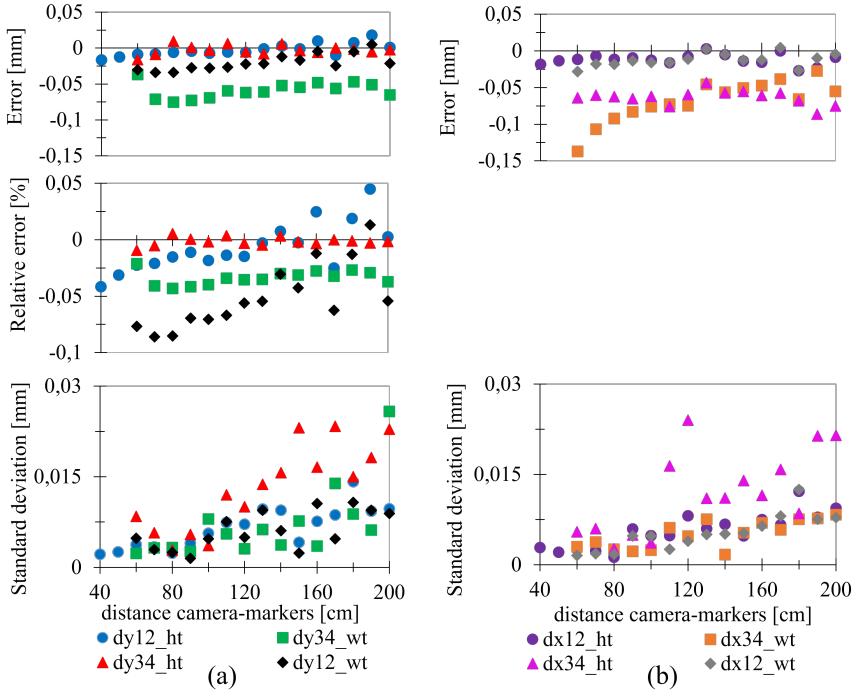 Error [mm]
0,05
0
-0,05
-0,1
-0,15
Relative error [%]
0,05
0
-0,05
-0,1
Standard deviation [mm]
0,03
0,015
0
40 80 120 160 200
distance camera-markers [cm]
dy12_ht dy34_wt
dy34_ht dy12_wt
(a)
Error [mm]
0,05
0
-0,05
-0,1
-0,15
Standard deviation [mm]
0,03
0,015
0
40 80 120 160 200
distance camera-markers [cm]
dx12_ht dx34_wt
dx34_ht dx12_wt
(b)